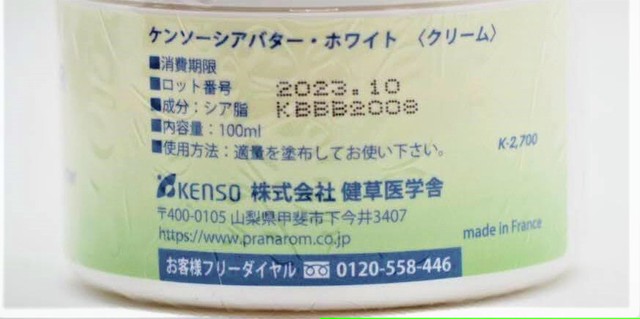 ケンソーシアバター・ホワイト 〈クリーム〉
■消費期限
■ロット番号 2023.10
■成分：シア脂 KBBB2009
■内容量：100ml
■使用方法：適量を塗布してお使い下さい。
K-2,700
KENSO 株式会社 健草医学舎
〒400-0105 山梨県甲斐市下今井3407
https://www.pranarom.co.jp
made in France
お客様フリーダイヤル 0120-558-446